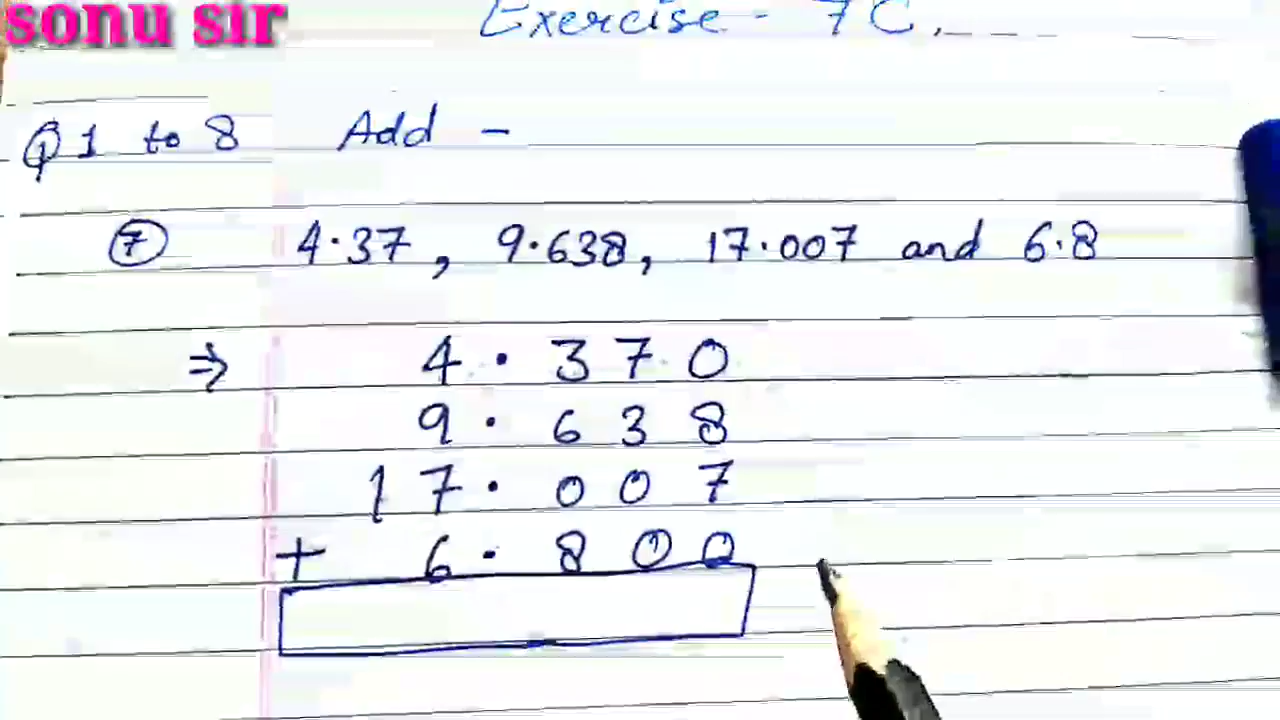 sonu sir
Exercise - 7C.
Q1 to 8 Add -
7 4.37, 9.638, 17.007 and 6.8
⇒ 4.370
9.638
17.007
+ 6.800